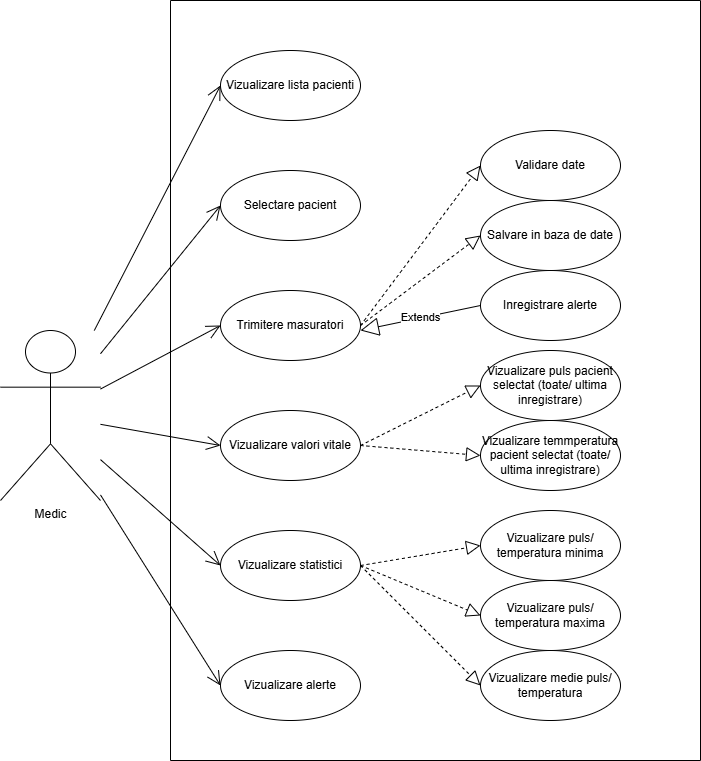 Vizualizare lista pacienti
Validare date
Selectare pacient
Salvare in baza de date
Inregistrare alerte
Extends
Trimitere masuratori
Vizualizare puls pacient
selectat (toate/ ultima
inregistrare)
Vizualizare valori vitale
Vizualizare temmperatura
pacient selectat (toate/
ultima inregistrare)
Medic
Vizualizare puls/
temperatura minima
Vizualizare statistici
Vizualizare puls/
temperatura maxima
Vizualizare alerte
Vizualizare medie puls/
temperatura